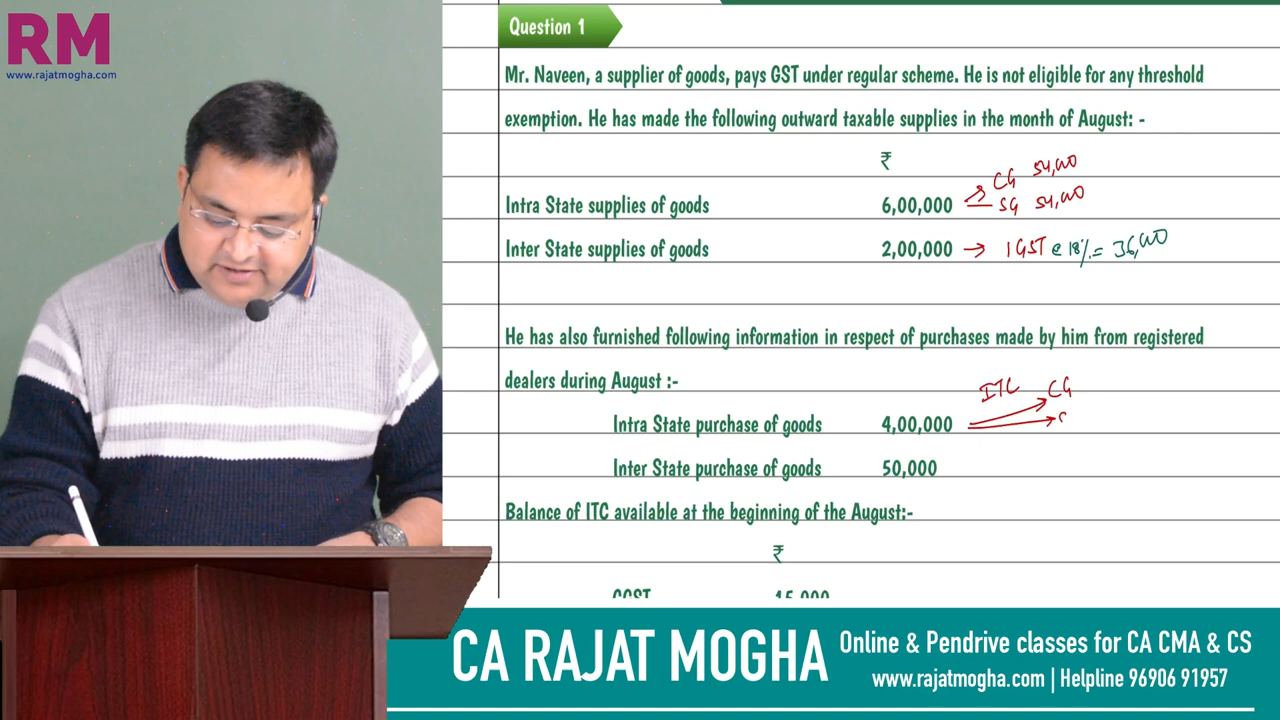 RM
www.rajatmogha.com
Question 1
Mr. Naveen, a supplier of goods, pays GST under regular scheme. He is not eligible for any threshold
exemption. He has made the following outward taxable supplies in the month of August: -
₹
CG 54,000
Intra State supplies of goods 6,00,000 SG 54,000
Inter State supplies of goods 2,00,000 → IGST @ 18% = 36,000
He has also furnished following information in respect of purchases made by him from registered
dealers during August :-
ITC CG
Intra State purchase of goods 4,00,000
Inter State purchase of goods 50,000
Balance of ITC available at the beginning of the August:-
₹
15,000
CA RAJAT MOGHA
Online & Pendrive classes for CA CMA & CS
www.rajatmogha.com | Helpline 96906 91957